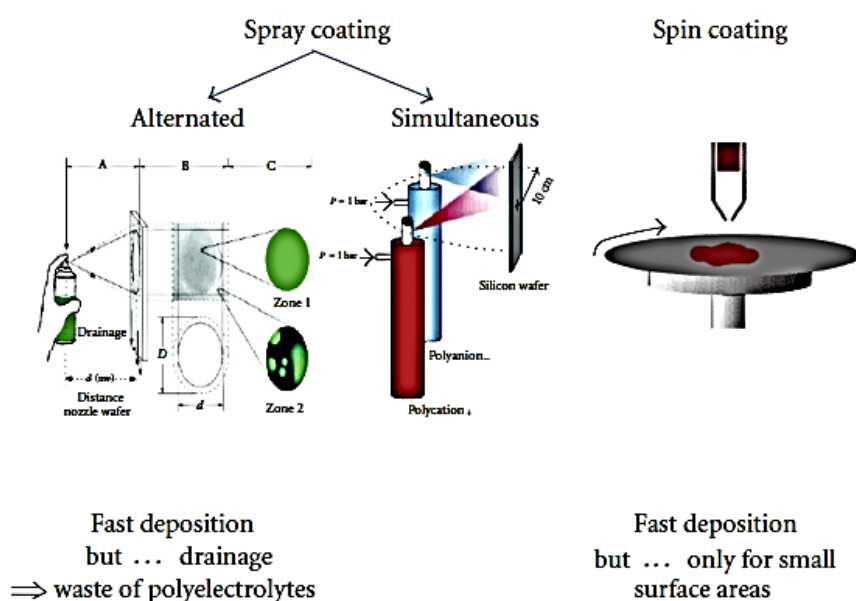 Spray coating
Spin coating
Alternated
Simultaneous
A
B
C
P = 1 bar
10 cm
P = 1 bar
Zone 1
Silicon wafer
Drainage
D
Polyanion–
Distance
nozzle wafer
d
Zone 2
Polycation+
Fast deposition
but ... drainage
⇒ waste of polyelectrolytes
Fast deposition
but ... only for small
surface areas